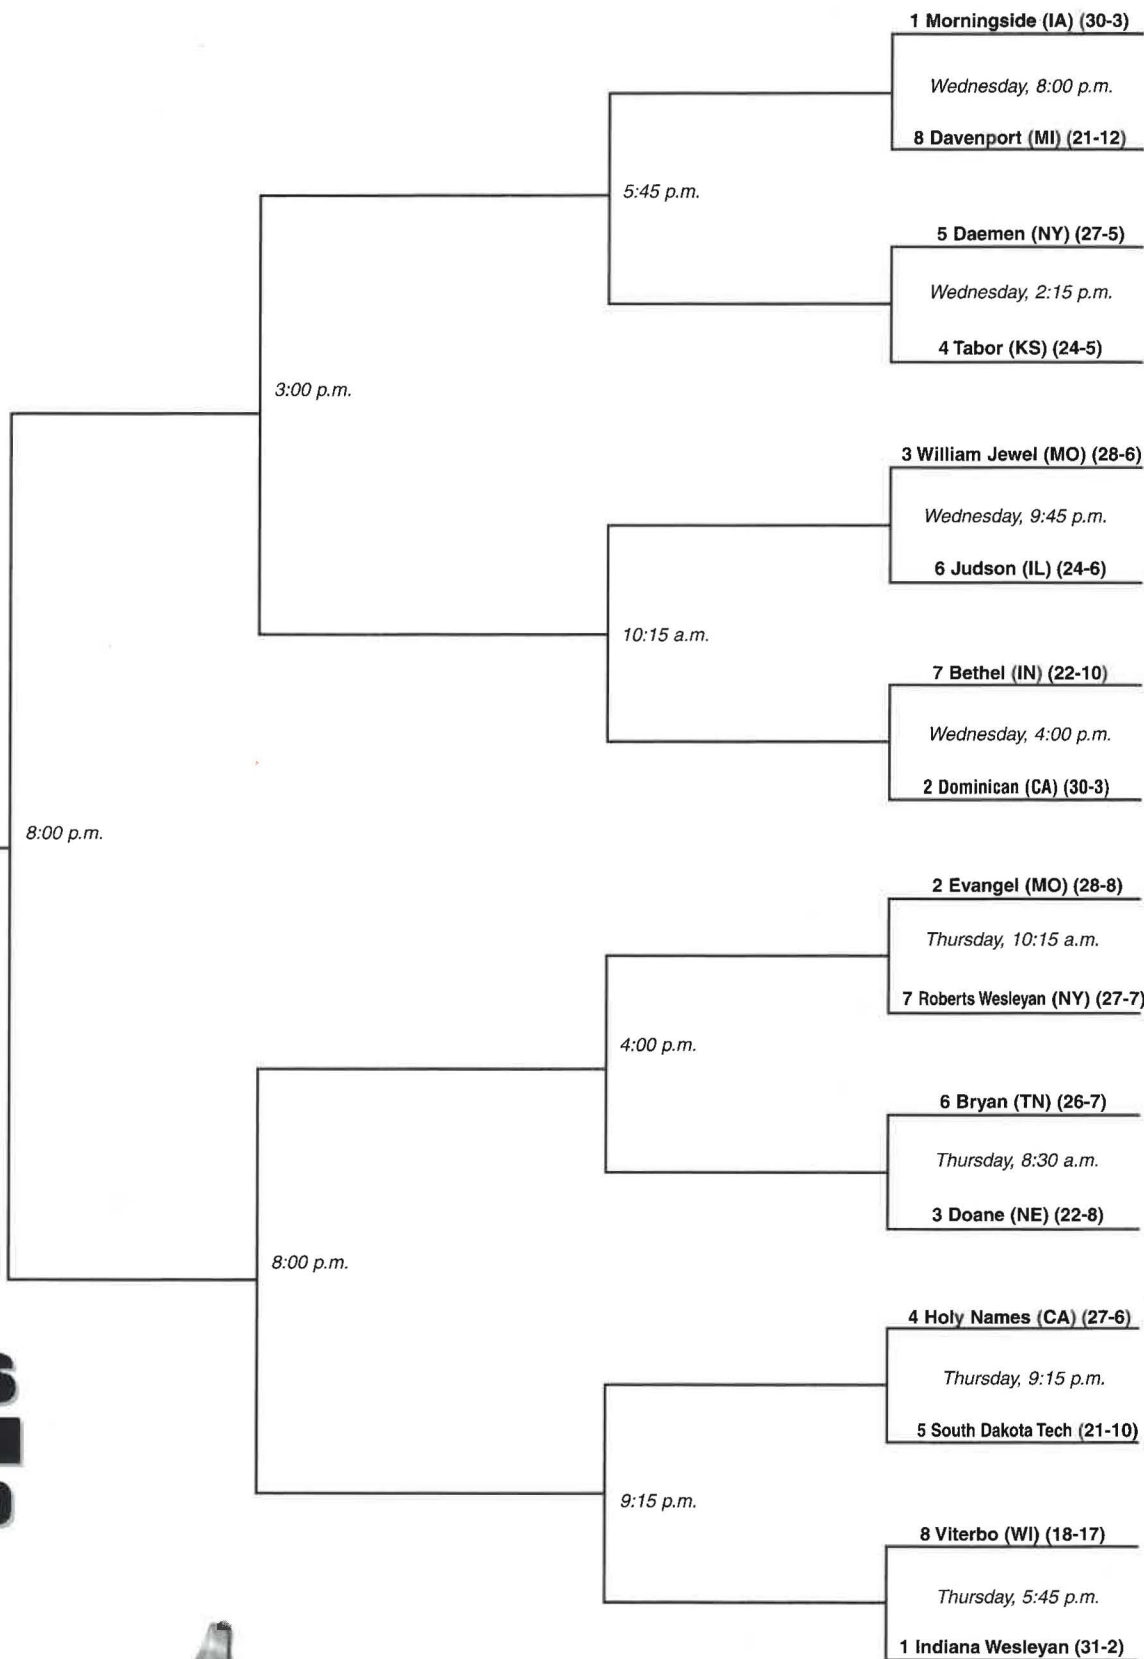 1 Morningside (IA) (30-3)
Wednesday, 8:00 p.m.
8 Davenport (MI) (21-12)
5:45 p.m.
5 Daemen (NY) (27-5)
Wednesday, 2:15 p.m.
4 Tabor (KS) (24-5)
3:00 p.m.
3 William Jewel (MO) (28-6)
Wednesday, 9:45 p.m.
6 Judson (IL) (24-6)
10:15 a.m.
7 Bethel (IN) (22-10)
Wednesday, 4:00 p.m.
2 Dominican (CA) (30-3)
8:00 p.m.
2 Evangel (MO) (28-8)
Thursday, 10:15 a.m.
7 Roberts Wesleyan (NY) (27-7)
4:00 p.m.
6 Bryan (TN) (26-7)
Thursday, 8:30 a.m.
3 Doane (NE) (22-8)
8:00 p.m.
4 Holy Names (CA) (27-6)
Thursday, 9:15 p.m.
5 South Dakota Tech (21-10)
9:15 p.m.
8 Viterbo (WI) (18-17)
Thursday, 5:45 p.m.
1 Indiana Wesleyan (31-2)